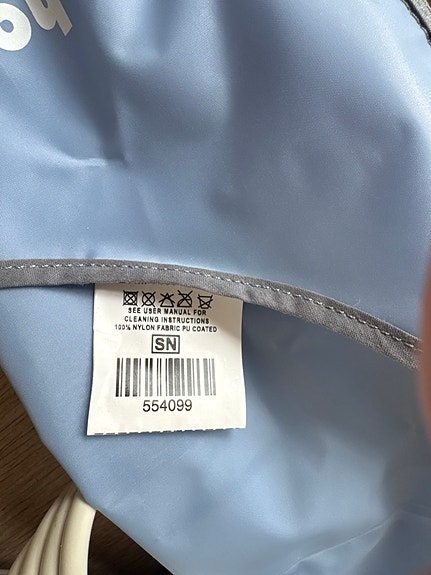 SEE USER MANUAL FOR
CLEANING INSTRUCTIONS
100% NYLON FABRIC PU COATED
SN
554099